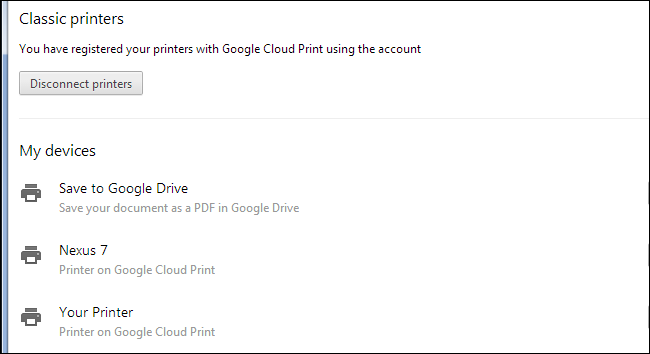 Classic printers
You have registered your printers with Google Cloud Print using the account
Disconnect printers
My devices
Save to Google Drive
Save your document as a PDF in Google Drive
Nexus 7
Printer on Google Cloud Print
Your Printer
Printer on Google Cloud Print